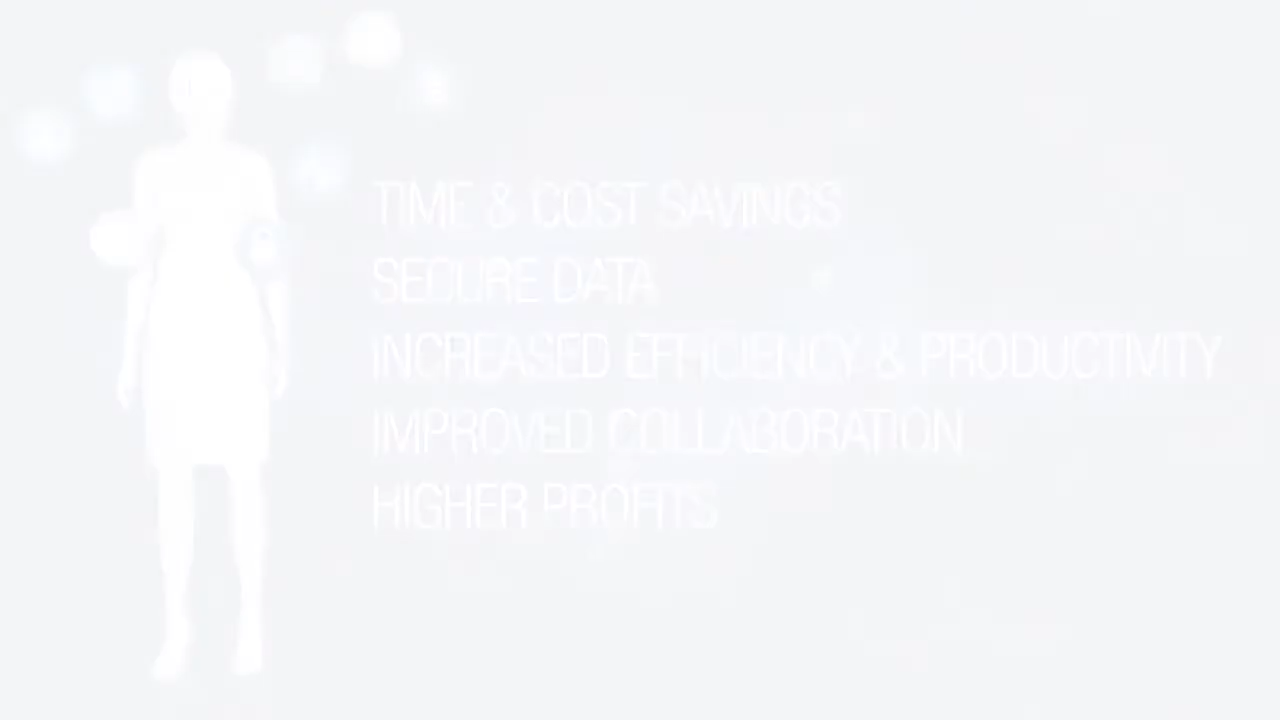 TIME & COST SAVINGS
SECURE DATA
INCREASED EFFICIENCY & PRODUCTIVITY
IMPROVED COLLABORATION
HIGHER PROFITS